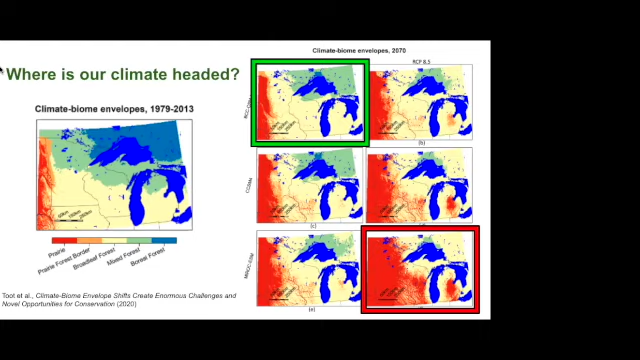 Where is our climate headed?
Climate-biome envelopes, 1979-2013
Prairie
Prairie Forest Border
Broadleaf Forest
Mixed Forest
Boreal Forest
Toot et al., Climate-Biome Envelope Shifts Create Enormous Challenges and
Novel Opportunities for Conservation (2020)
Climate-biome envelopes, 2070
RCP 8.5
(b)
(c)
(e)